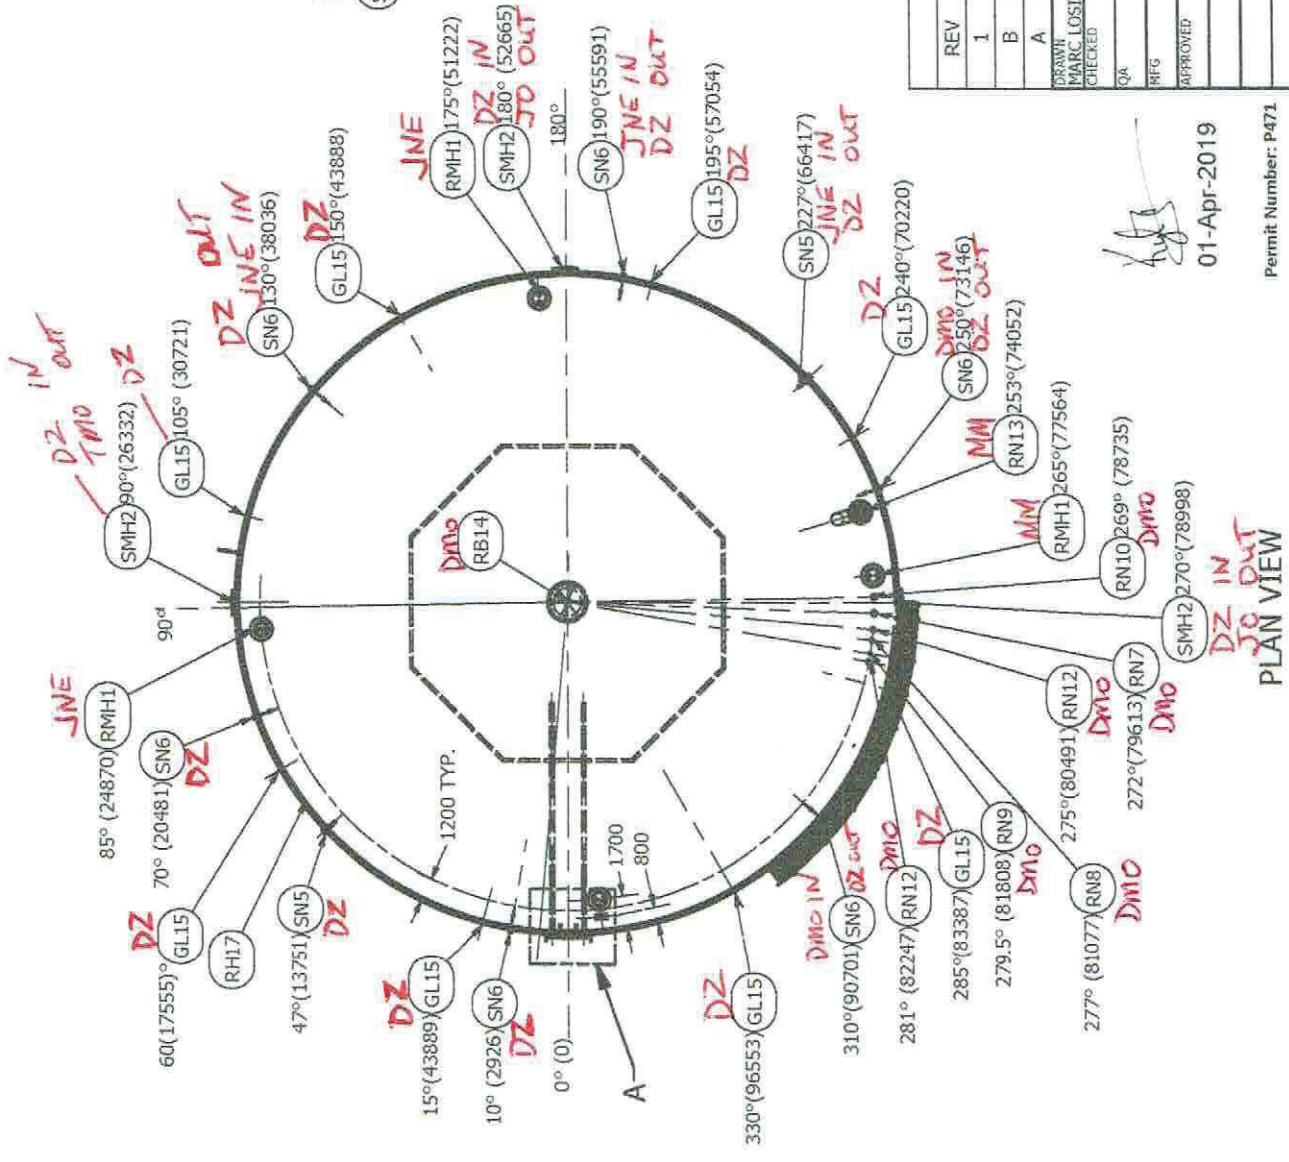 IN
OUT
DZ
TMO
SMH2 90°(26332)
DZ
GL15 105° (30721)
OUT
DZ JNE IN
SN6 130°(38036)
DZ
GL15 150°(43888)
JNE
RMH1 175°(51222)
DZ IN
SMH2 180° (52665)
JO OUT
180°
SN6 190°(55591)
JNE IN
DZ OUT
GL15 195°(57054)
DZ
SN5 227°(66417)
JNE IN
DZ OUT
DZ
GL15 240°(70220)
DMO IN
SN6 250°(73146)
DZ OUT
MM
RN13 253°(74052)
MM
RMH1 265°(77564)
RN10 269° (78735)
DMO
SMH2 270°(78998)
DZ IN
JO OUT
272°(79613) RN7
DMO
275°(80491) RN12
DMO
277° (81077) RN8
DMO
279.5° (81808) RN9
DMO
DZ
285°(83387) GL15
DMO
281° (82247) RN12
DMO IN
310°(90701) SN6
DZ OUT
DZ
330°(96553) GL15
A
0° (0)
10° (2926) SN6
DZ
DZ
15°(43889) GL15
47°(13751) SN5
DZ
RH17
DZ
60(17555)° GL15
70° (20481) SN6
DZ
JNE
85° (24870) RMH1
90°
DMO
RB14
1200 TYP.
1700
800
PLAN VIEW
REV
1
B
A
DRAWN
MARC LOSI
CHECKED
QA
MFG
APPROVED
01-Apr-2019
Permit Number: P471